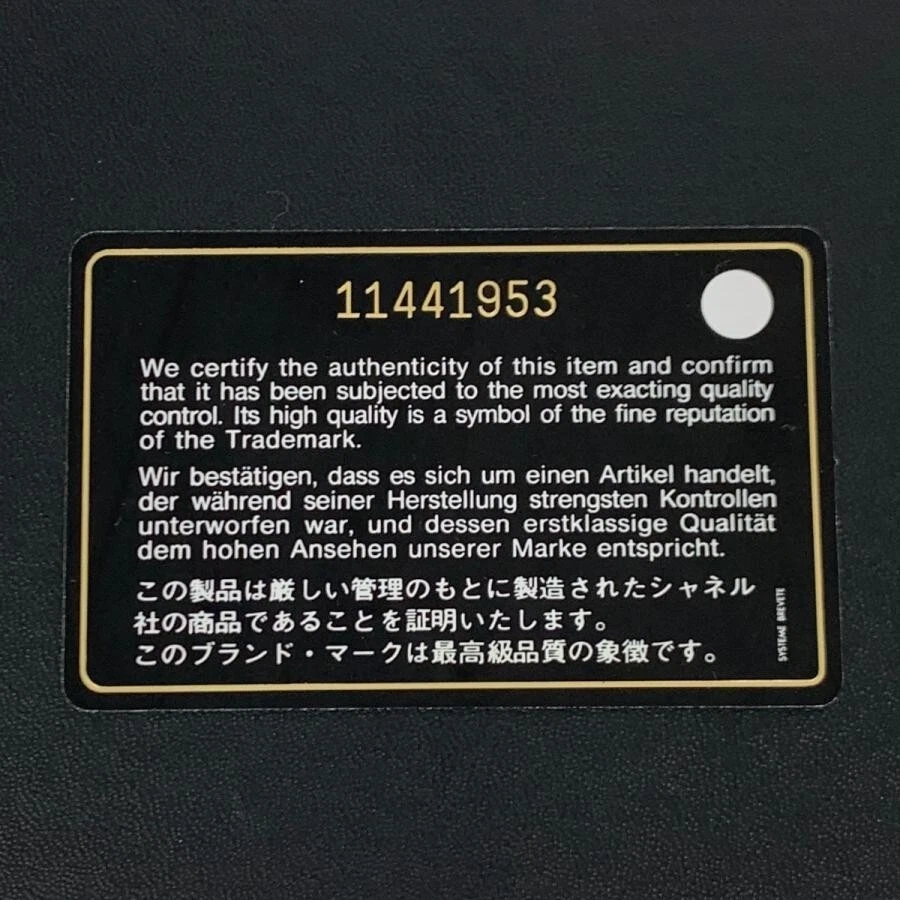 11441953
We certify the authenticity of this item and confirm
that it has been subjected to the most exacting quality
control. Its high quality is a symbol of the fine reputation
of the Trademark.
Wir bestätigen, dass es sich um einen Artikel handelt,
der während seiner Herstellung strengsten Kontrollen
unterworfen war, und dessen erstklassige Qualität
dem hohen Ansehen unserer Marke entspricht.
この製品は厳しい管理のもとに製造されたシャネル
社の商品であることを証明いたします。
このブランド・マークは最高級品質の象徴です。
SYSTEME BREVETE